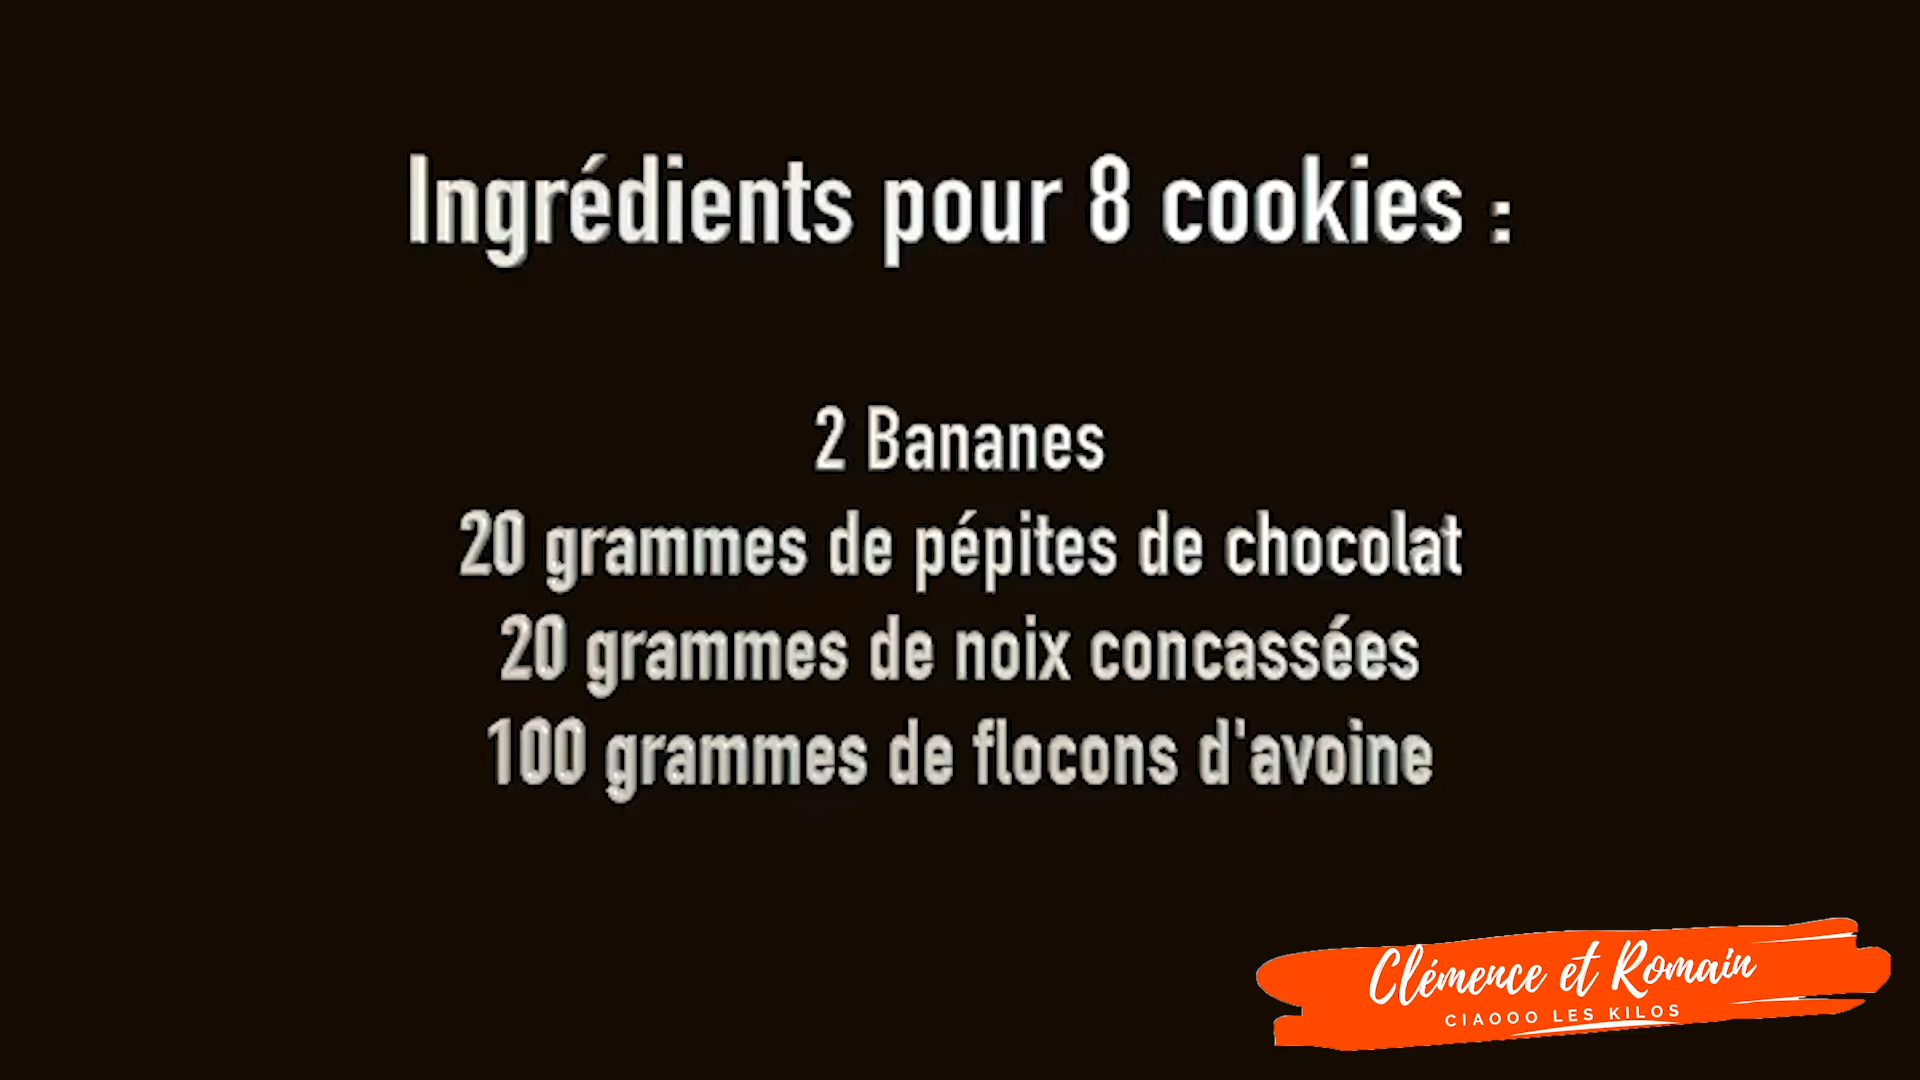 Ingrédients pour 8 cookies :
2 Bananes
20 grammes de pépites de chocolat
20 grammes de noix concassées
100 grammes de flocons d'avoine
Clémence et Romain
CIAOOO LES KILOS